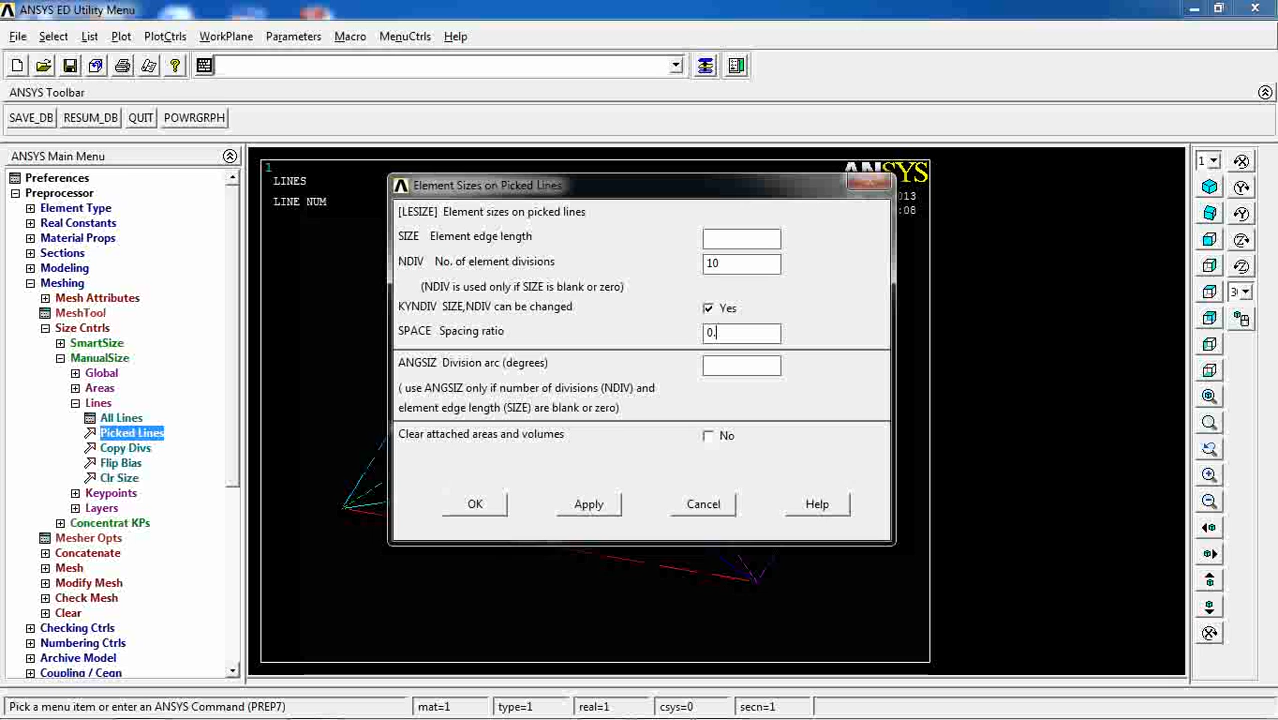 ANSYS ED Utility Menu
File Select List Plot PlotCtrls WorkPlane Parameters Macro MenuCtrls Help
ANSYS Toolbar
SAVE_DB RESUM_DB QUIT POWRGRPH
ANSYS Main Menu
Preferences
Preprocessor
Element Type
Real Constants
Material Props
Sections
Modeling
Meshing
Mesh Attributes
MeshTool
Size Cntrls
SmartSize
ManualSize
Global
Areas
Lines
All Lines
Picked Lines
Copy Divs
Flip Bias
Clr Size
Keypoints
Layers
Concentrat KPs
Mesher Opts
Concatenate
Mesh
Modify Mesh
Check Mesh
Clear
Checking Ctrls
Numbering Ctrls
Archive Model
Coupling / Ceqn
1
LINES
LINE NUM
ANSYS
013
:08
Element Sizes on Picked Lines
[LESIZE] Element sizes on picked lines
SIZE Element edge length
NDIV No. of element divisions 10
(NDIV is used only if SIZE is blank or zero)
KYNDIV SIZE,NDIV can be changed Yes
SPACE Spacing ratio 0.
ANGSIZ Division arc (degrees)
( use ANGSIZ only if number of divisions (NDIV) and
element edge length (SIZE) are blank or zero)
Clear attached areas and volumes No
OK Apply Cancel Help
1
3
Pick a menu item or enter an ANSYS Command (PREP7) mat=1 type=1 real=1 csys=0 secn=1